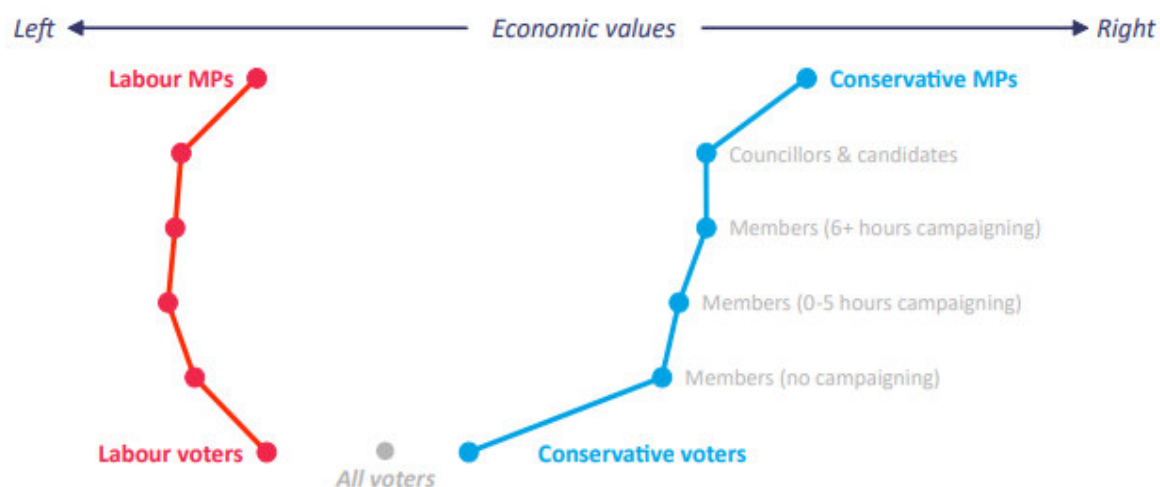 Left Economic values Right
Labour MPs Conservative MPs
Councillors & candidates
Members (6+ hours campaigning)
Members (0-5 hours campaigning)
Members (no campaigning)
Labour voters Conservative voters
All voters